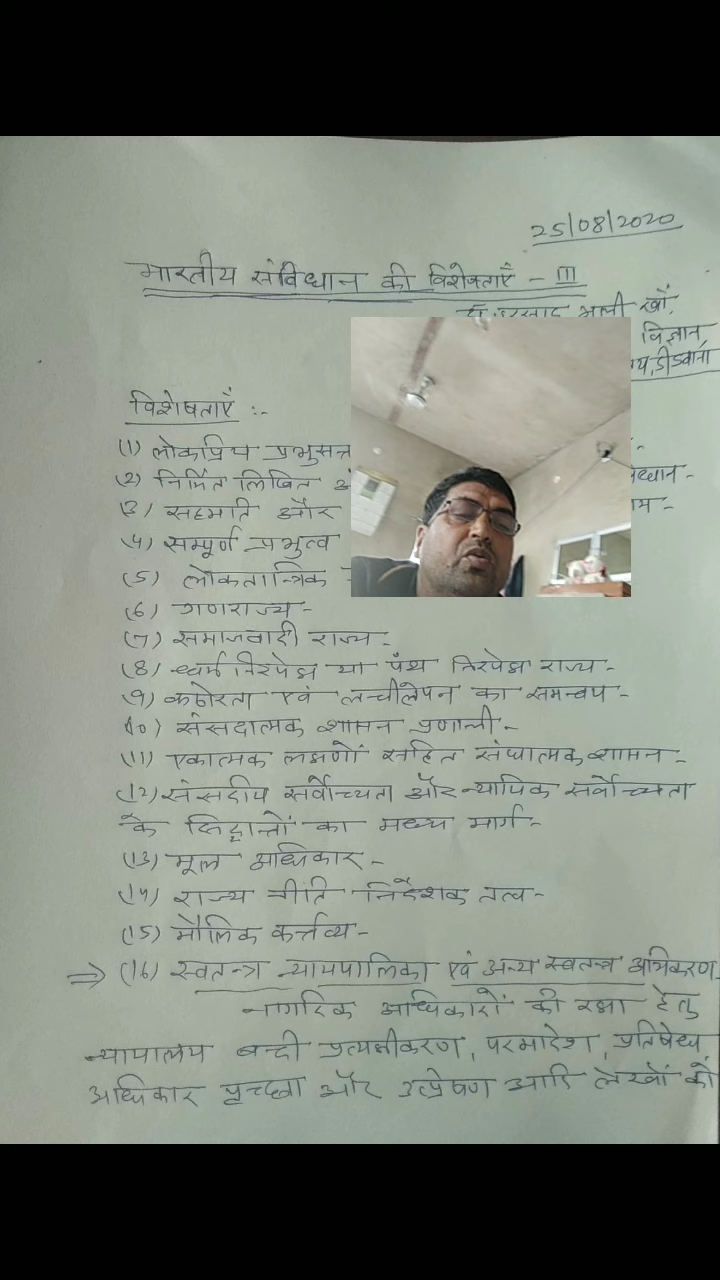 25/08/2020
भारतीय संविधान की विशेषताएँ - III
खाँ,
विज्ञान
डीडवाना
विशेषताएँ :-
(1) लोकप्रिय प्रभुसत्त
(2) निर्मित लिखित
(3) सहमति और
(4) सम्पूर्ण प्रभुत्व
(5) लोकतान्त्रिक
(6) गणराज्य -
(7) समाजवादी राज्य -
(8) धर्म निरपेक्ष या पंथ निरपेक्ष राज्य -
(9) कठोरता एवं लचीलेपन का समन्वय -
(10) संसदात्मक शासन प्रणाली -
(11) एकात्मक लक्षणों सहित संघात्मक शासन -
(12) संसदीय सर्वोच्यता और न्यायिक सर्वोच्यता
के सिद्धान्तों का मध्य मार्ग -
(13) मूल अधिकार -
(14) राज्य नीति निर्देशक तत्व -
(15) मौलिक कर्त्तव्य -
⇒ (16) स्वतन्त्र न्यायपालिका एवं अन्य स्वतन्त्र अभिकरण -
नागरिक अधिकारों की रक्षा हेतु
न्यायालय बन्दी प्रत्यक्षीकरण, परमादेश, प्रतिषेध
अधिकार पृच्छा और उत्प्रेषण आदि लेखों को